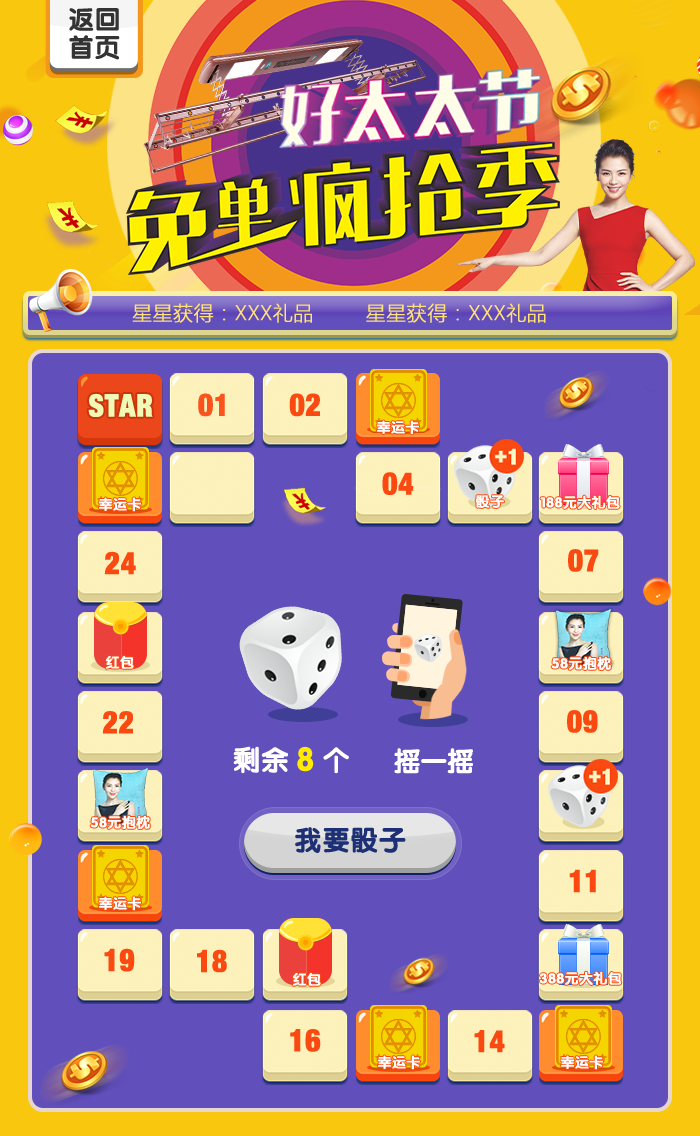 返回
首页
好太太节
免单疯抢季
星星获得：XXX礼品 星星获得：XXX礼品
STAR 01 02 幸运卡
幸运卡 04 骰子 +1 188元大礼包
24 07
红包 58元抱枕
22 09
剩余 8 个 摇一摇
58元抱枕 +1
我要骰子
幸运卡 11
19 18 红包 388元大礼包
16 幸运卡 14 幸运卡